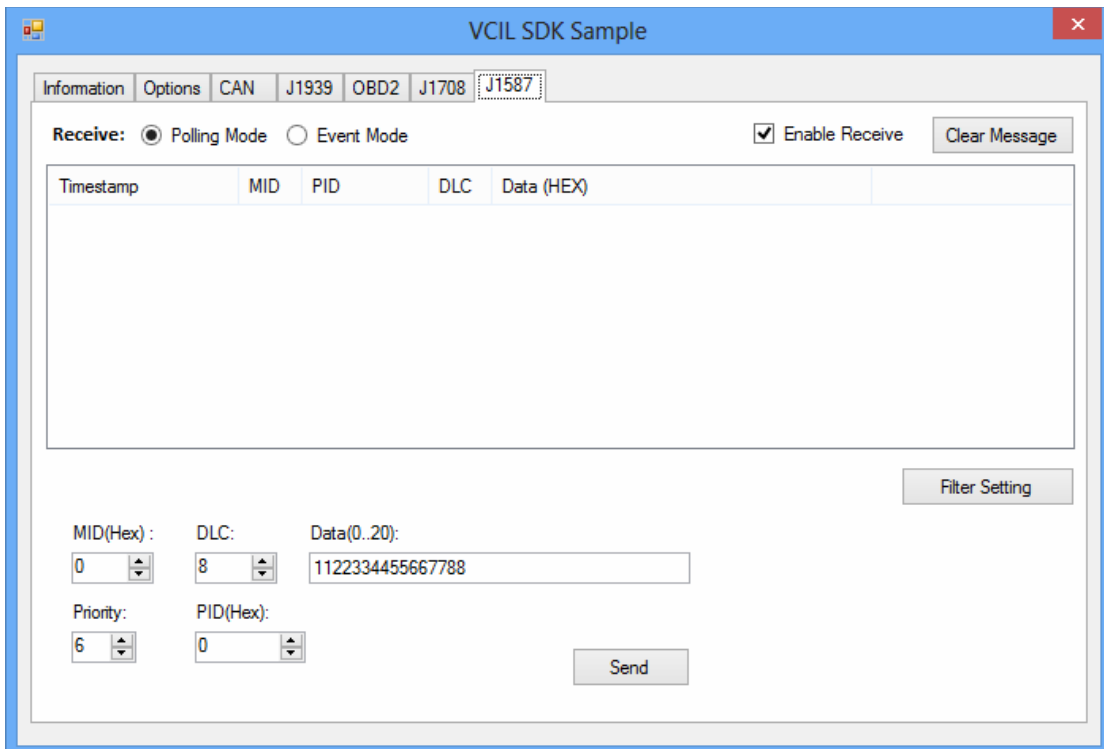 VCIL SDK Sample
Information Options CAN J1939 OBD2 J1708 J1587
Receive: Polling Mode Event Mode Enable Receive Clear Message
Timestamp MID PID DLC Data (HEX)
Filter Setting
MID(Hex) : DLC: Data(0..20):
0 8 1122334455667788
Priority: PID(Hex):
6 0
Send